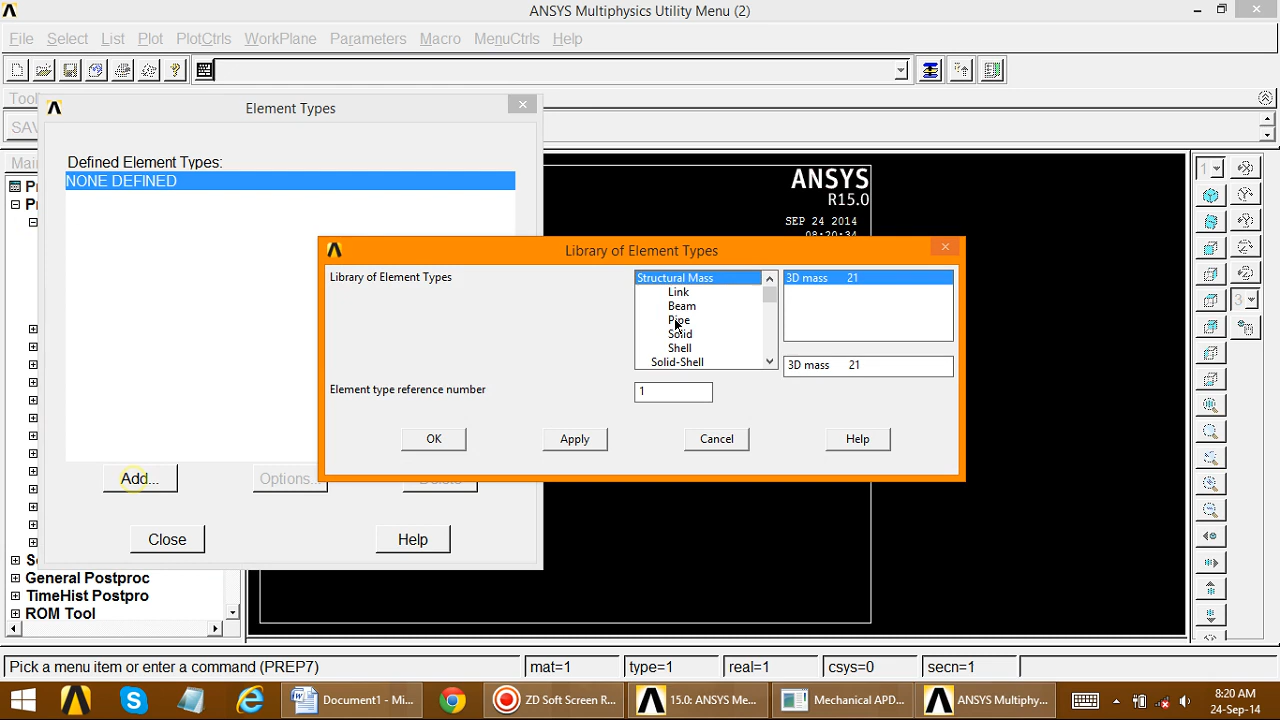 ANSYS Multiphysics Utility Menu (2)
File Select List Plot PlotCtrls WorkPlane Parameters Macro MenuCtrls Help
Element Types
Defined Element Types:
NONE DEFINED
ANSYS
R15.0
SEP 24 2014
08:20:34
Library of Element Types
Library of Element Types
Structural Mass
Link
Beam
Pipe
Solid
Shell
Solid-Shell
3D mass 21
3D mass 21
Element type reference number
1
OK Apply Cancel Help
Add... Options...
Close Help
General Postproc
TimeHist Postpro
ROM Tool
1
3
Pick a menu item or enter a command (PREP7)
mat=1
type=1
real=1
csys=0
secn=1
Document1 - Mi...
ZD Soft Screen R...
15.0: ANSYS Me...
Mechanical APD...
ANSYS Multiphy...
8:20 AM
24-Sep-14